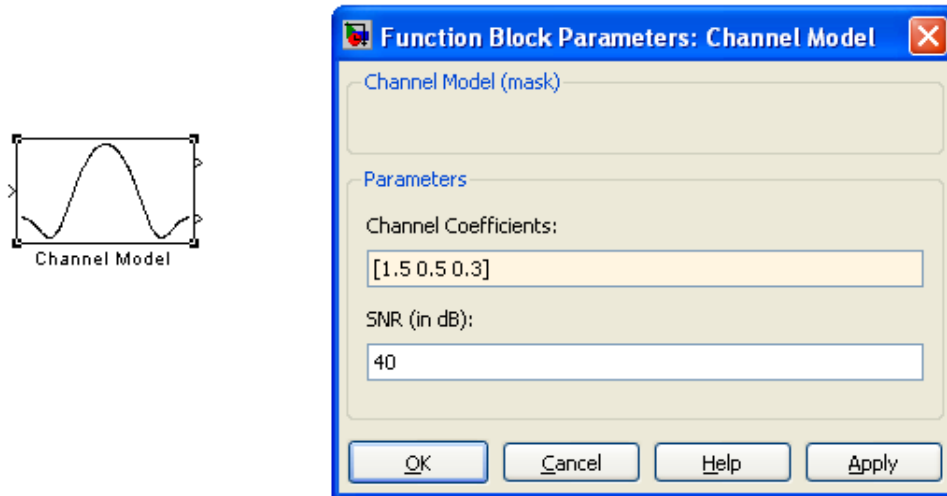 Function Block Parameters: Channel Model
Channel Model (mask)
Channel Model
Parameters
Channel Coefficients:
[1.5 0.5 0.3]
SNR (in dB):
40
OK
Cancel
Help
Apply